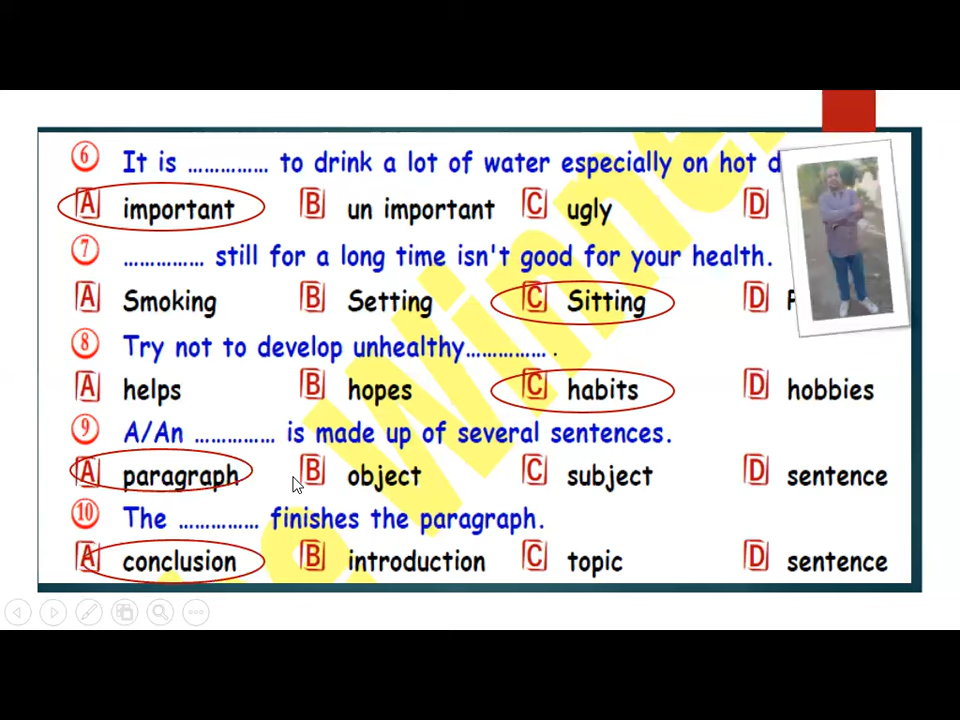 6 It is …………… to drink a lot of water especially on hot d
A important B un important C ugly D
7 …………… still for a long time isn't good for your health.
A Smoking B Setting C Sitting D
8 Try not to develop unhealthy…………… .
A helps B hopes C habits D hobbies
9 A/An …………… is made up of several sentences.
A paragraph B object C subject D sentence
10 The …………… finishes the paragraph.
A conclusion B introduction C topic D sentence